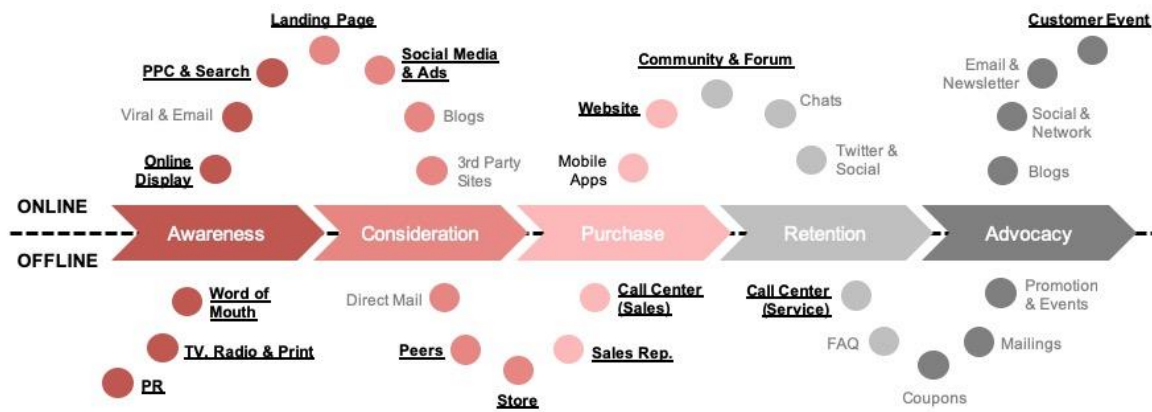 Landing Page
Customer Event
PPC & Search
Social Media
& Ads
Community & Forum
Email &
Newsletter
Viral & Email
Blogs
Website
Chats
Social &
Network
Online
Display
3rd Party
Sites
Mobile
Apps
Twitter &
Social
Blogs
ONLINE
Awareness
Consideration
Purchase
Retention
Advocacy
OFFLINE
Word of
Mouth
Direct Mail
Call Center
(Sales)
Call Center
(Service)
Promotion
& Events
TV, Radio & Print
Peers
Sales Rep.
FAQ
Mailings
PR
Store
Coupons